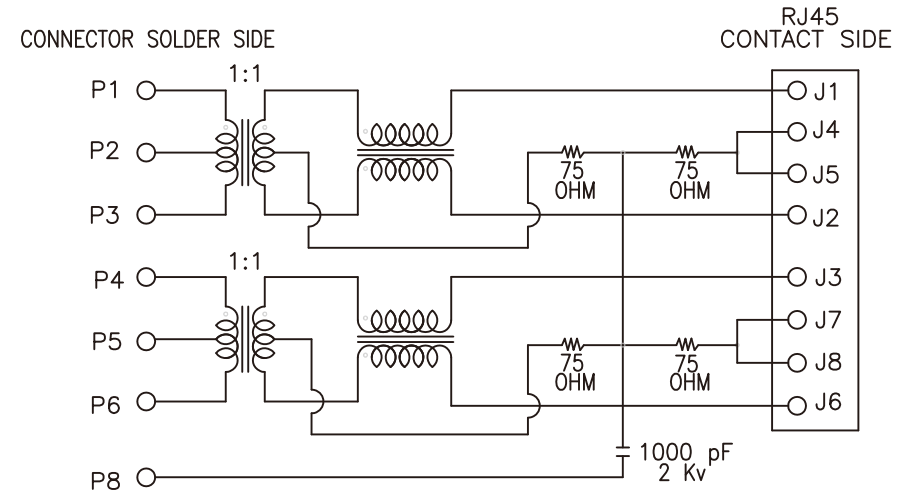 RJ45
CONNECTOR SOLDER SIDE
CONTACT SIDE
1:1
P1
J1
J4
P2
75
OHM
75
OHM
J5
P3
J2
1:1
P4
J3
J7
P5
75
OHM
75
OHM
J8
P6
J6
1000 pF
2 Kv
P8